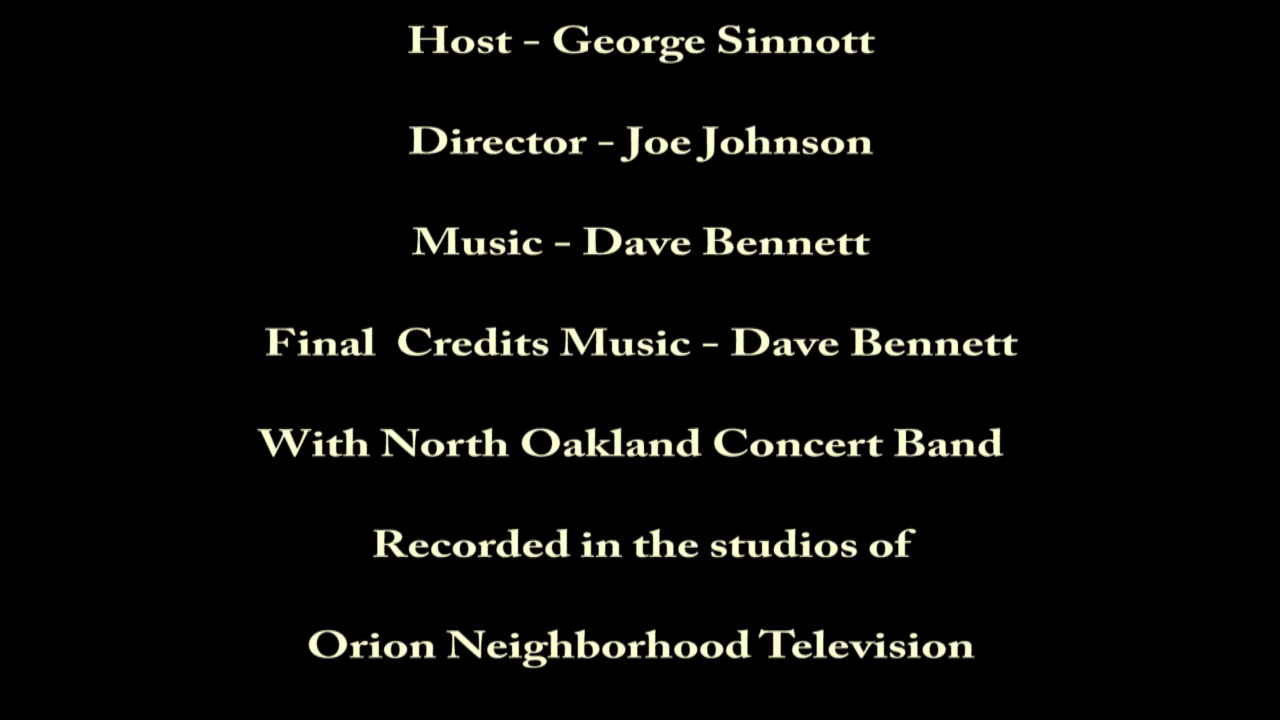 Host - George Sinnott
Director - Joe Johnson
Music - Dave Bennett
Final  Credits Music - Dave Bennett
With North Oakland Concert Band
Recorded in the studios of
Orion Neighborhood Television